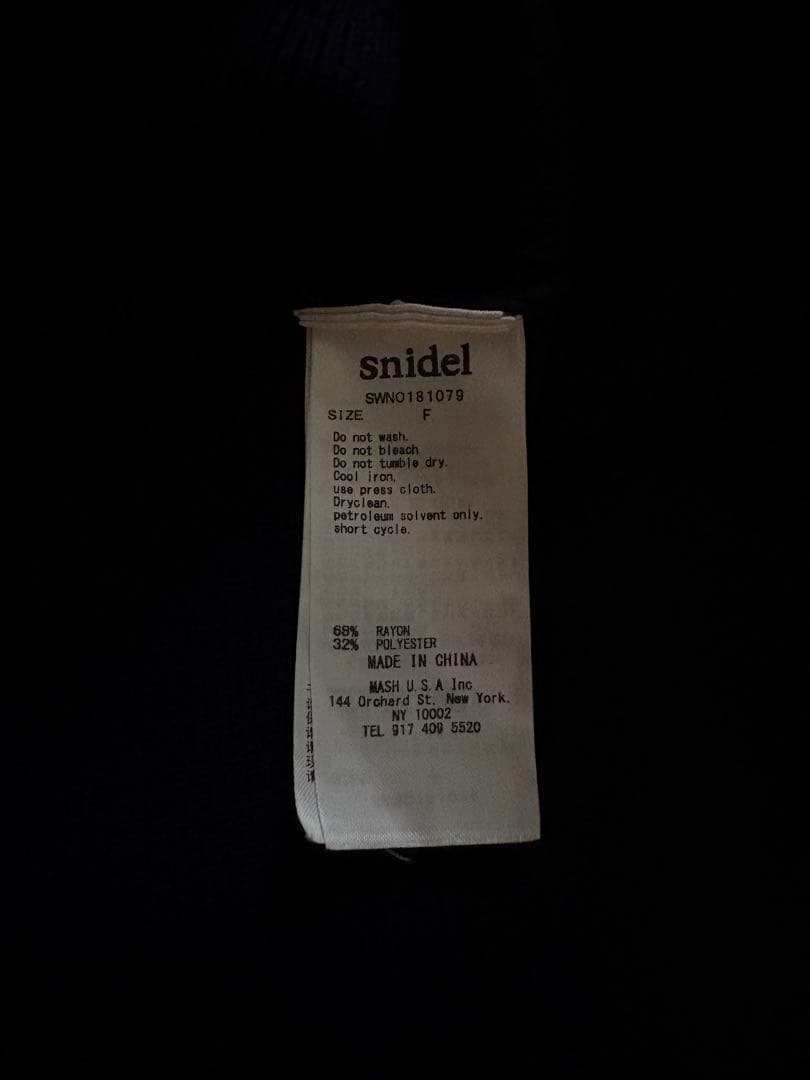 snidel
SWNO181079
SIZE F
Do not wash.
Do not bleach
Do not tumble dry.
Cool iron,
use press cloth.
Dryclean.
petroleum solvent only.
short cycle.
68% RAYON
32% POLYESTER
MADE IN CHINA
MASH U.S.A Inc
144 Orchard St. New York.
NY 10002
TEL 917 409 5520